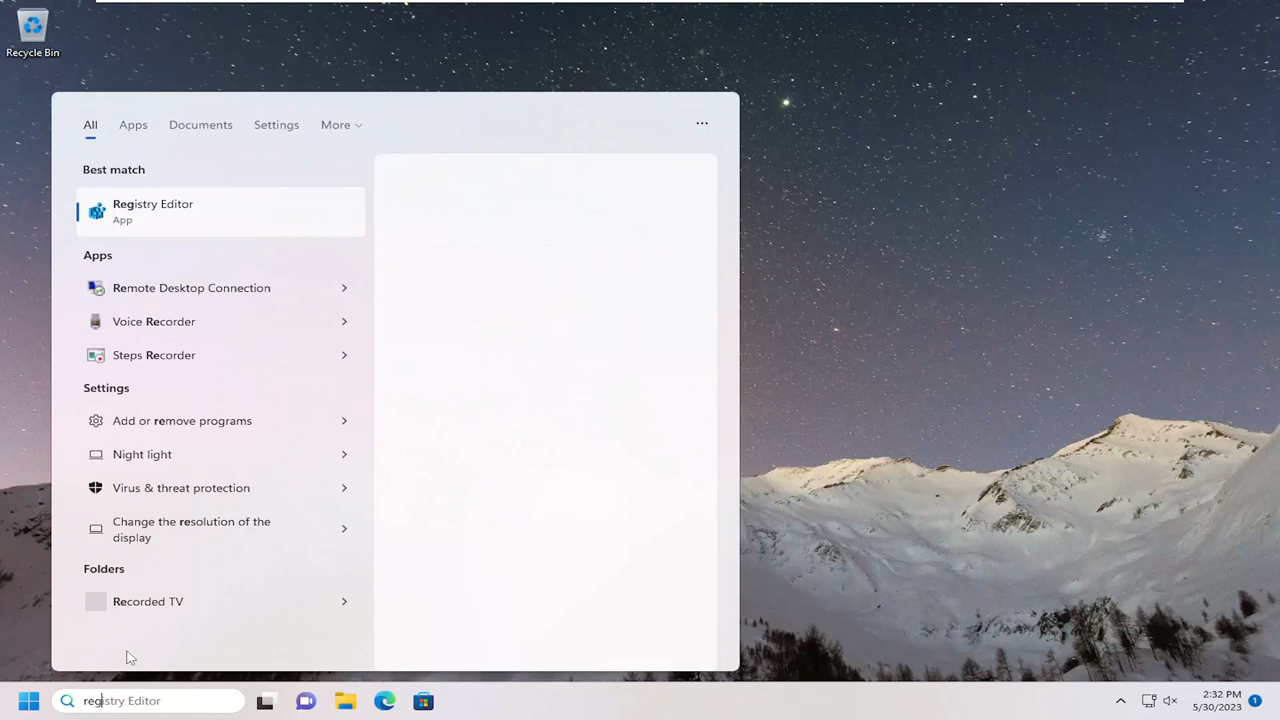 Recycle Bin
All Apps Documents Settings More
Best match
Registry Editor
App
Apps
Remote Desktop Connection
Voice Recorder
Steps Recorder
Settings
Add or remove programs
Night light
Virus & threat protection
Change the resolution of the
display
Folders
Recorded TV
registry Editor
2:32 PM
5/30/2023
1